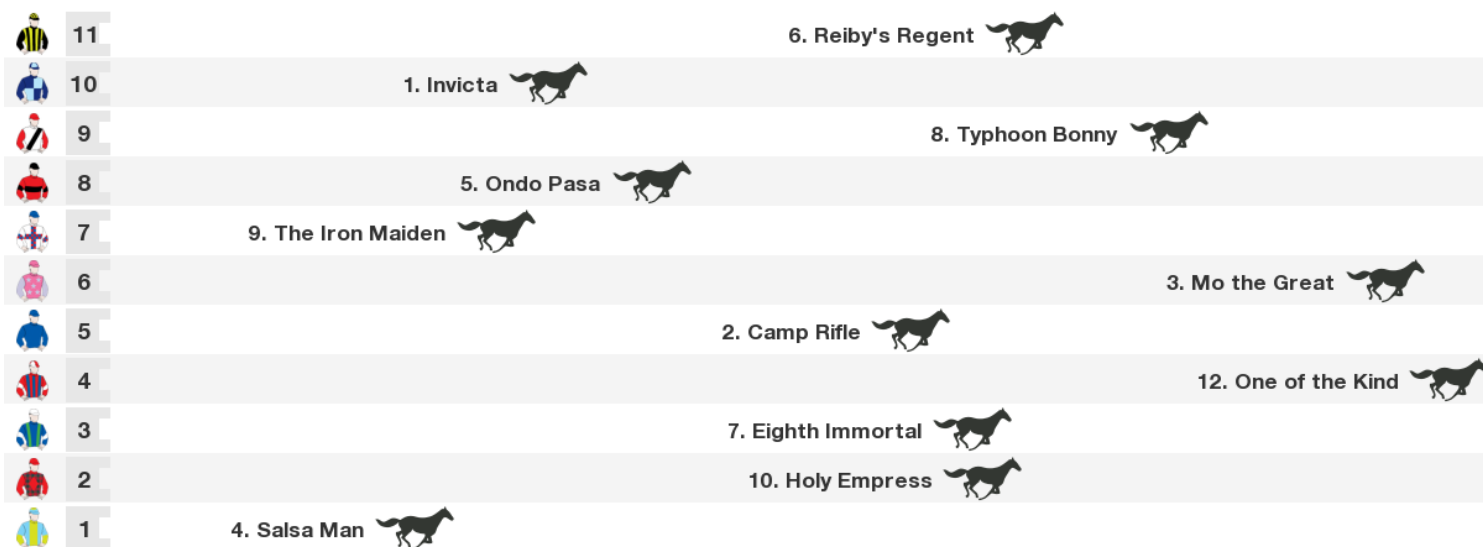 11 6. Reiby's Regent
10 1. Invicta
9 8. Typhoon Bonny
8 5. Ondo Pasa
7 9. The Iron Maiden
6 3. Mo the Great
5 2. Camp Rifle
4 12. One of the Kind
3 7. Eighth Immortal
2 10. Holy Empress
1 4. Salsa Man